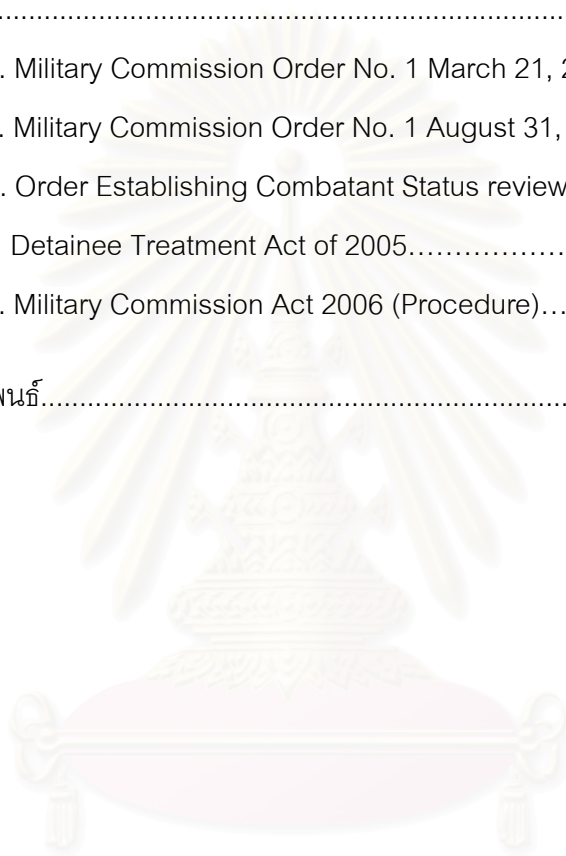 . Military Commission Order No. 1 March 21, 2
. Military Commission Order No. 1 August 31,
. Order Establishing Combatant Status review
Detainee Treatment Act of 2005..................
. Military Commission Act 2006 (Procedure)...
พนธ์............................................................